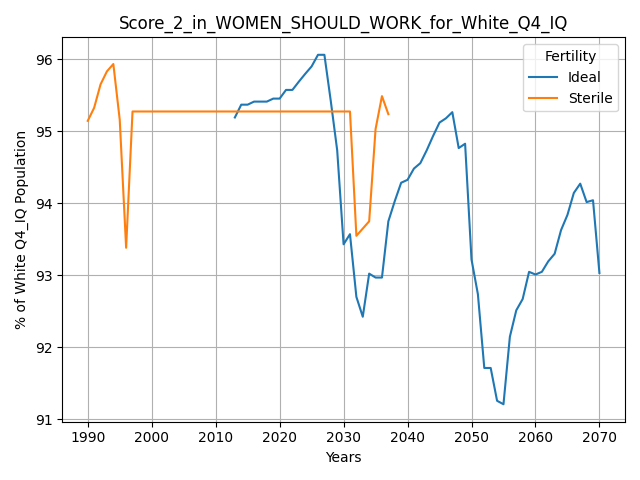 Score_2_in_WOMEN_SHOULD_WORK_for_White_Q4_IQ
Fertility
Ideal
Sterile
% of White Q4_IQ Population
96
95
94
93
92
91
1990 2000 2010 2020 2030 2040 2050 2060 2070
Years